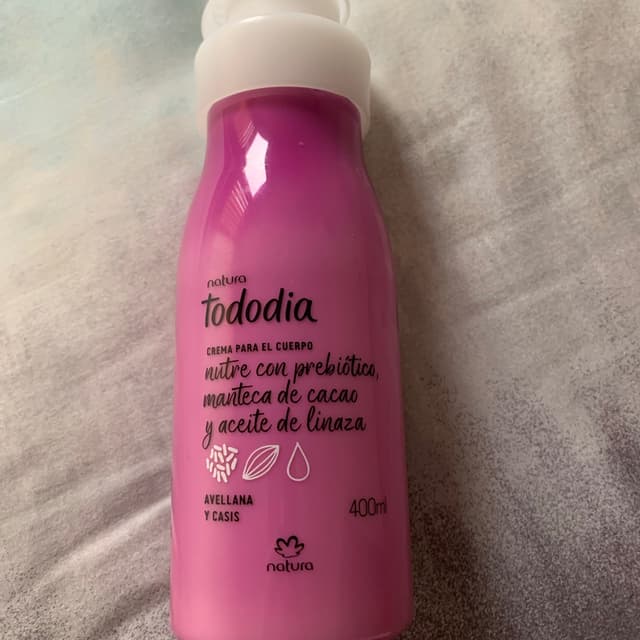 natura
tododia
CREMA PARA EL CUERPO
nutre con prebiótico,
manteca de cacao
y aceite de linaza
AVELLANA
Y CASIS
400ml
natura